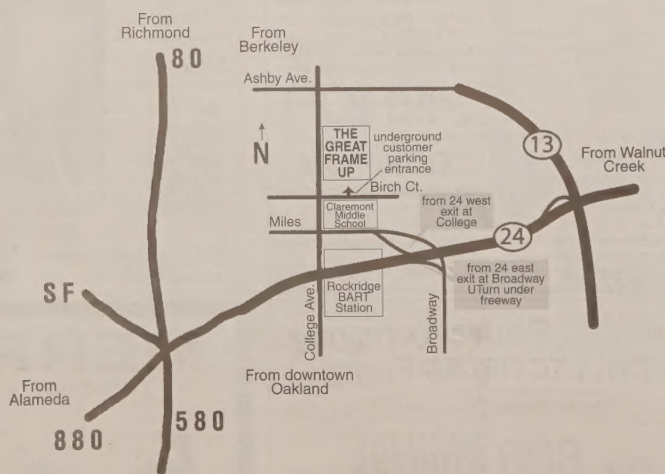 From
Richmond
80
From
Berkeley
Ashby Ave.
N
THE
GREAT
FRAME
UP
underground
customer
parking
entrance
Birch Ct.
13
From Walnut
Creek
Claremont
Middle
School
Miles
from 24 west
exit at
College
24
SF
College Ave.
Rockridge
BART
Station
from 24 east
exit at Broadway
UTurn under
freeway
Broadway
From downtown
Oakland
From
Alameda
880
580